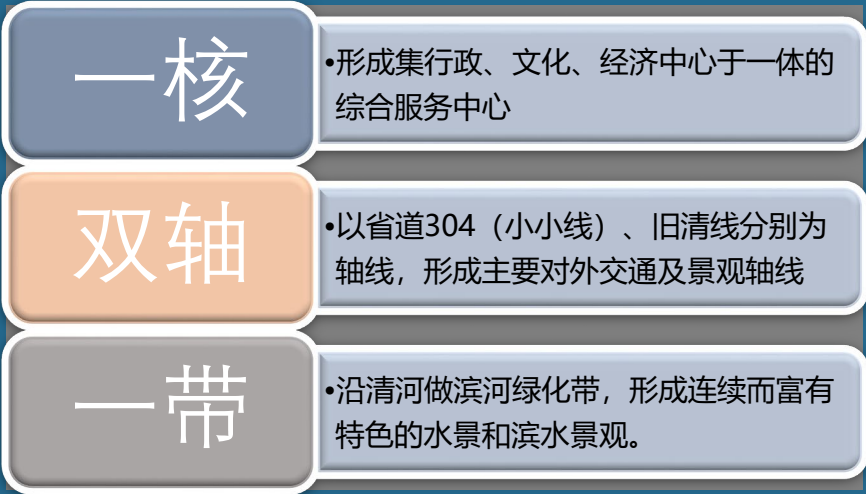 一核
•形成集行政、文化、经济中心于一体的
综合服务中心
双轴
•以省道304（小小线）、旧清线分别为
轴线，形成主要对外交通及景观轴线
一带
•沿清河做滨河绿化带，形成连续而富有
特色的水景和滨水景观。